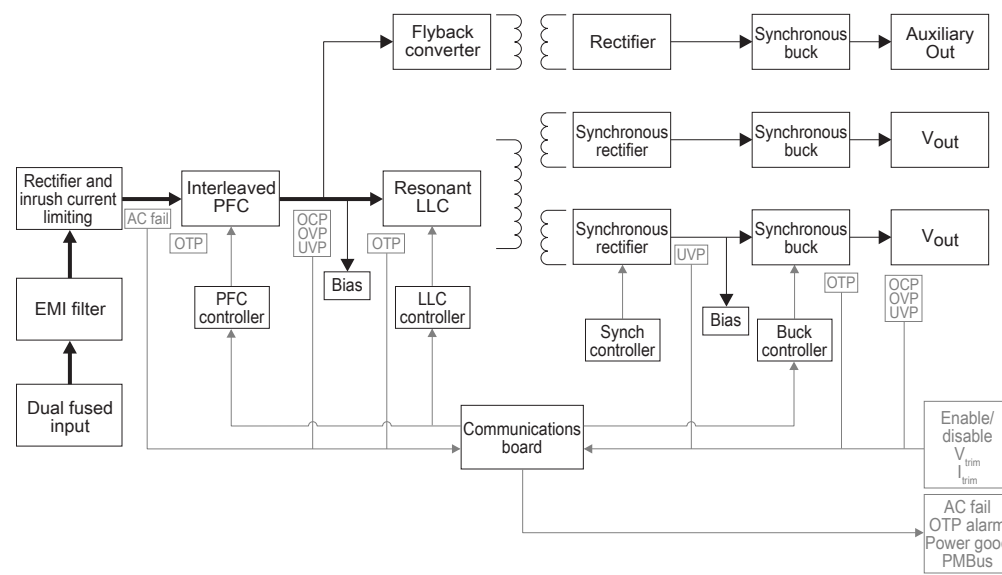 Flyback
converter
Rectifier
Synchronous
buck
Auxiliary
Out
Synchronous
rectifier
Synchronous
buck
Vout
Rectifier and
inrush current
limiting
AC fail
Interleaved
PFC
OTP
OCP
OVP
UVP
Resonant
LLC
OTP
Bias
Synchronous
rectifier
UVP
Synchronous
buck
Vout
OTP
OCP
OVP
UVP
EMI filter
PFC
controller
LLC
controller
Synch
controller
Bias
Buck
controller
Dual fused
input
Communications
board
Enable/
disable
Vtrim
Itrim
AC fail
OTP alarm
Power good
PMBus